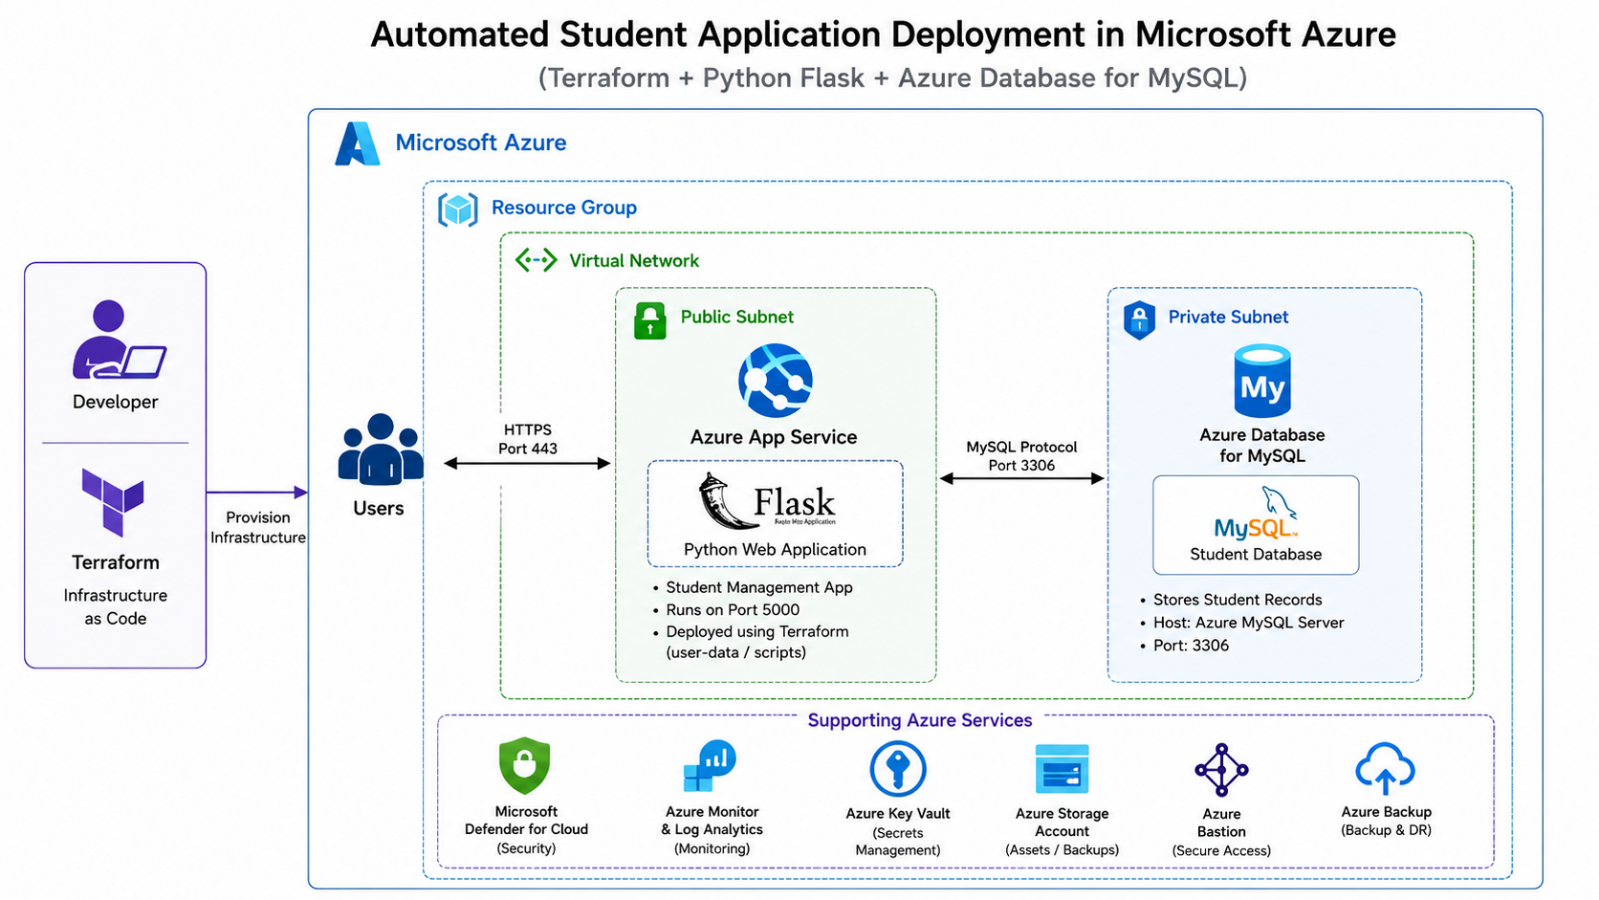 Automated Student Application Deployment in Microsoft Azure
(Terraform + Python Flask + Azure Database for MySQL)
Microsoft Azure
Resource Group
Virtual Network
Public Subnet
Private Subnet
Developer
Terraform
Infrastructure
as Code
Provision
Infrastructure
Users
HTTPS
Port 443
Azure App Service
Flask
Python Web Application
• Student Management App
• Runs on Port 5000
• Deployed using Terraform
(user-data / scripts)
MySQL Protocol
Port 3306
My
Azure Database
for MySQL
MySQL
Student Database
• Stores Student Records
• Host: Azure MySQL Server
• Port: 3306
Supporting Azure Services
Microsoft
Defender for Cloud
(Security)
Azure Monitor
& Log Analytics
(Monitoring)
Azure Key Vault
(Secrets
Management)
Azure Storage
Account
(Assets / Backups)
Azure
Bastion
(Secure Access)
Azure Backup
(Backup & DR)